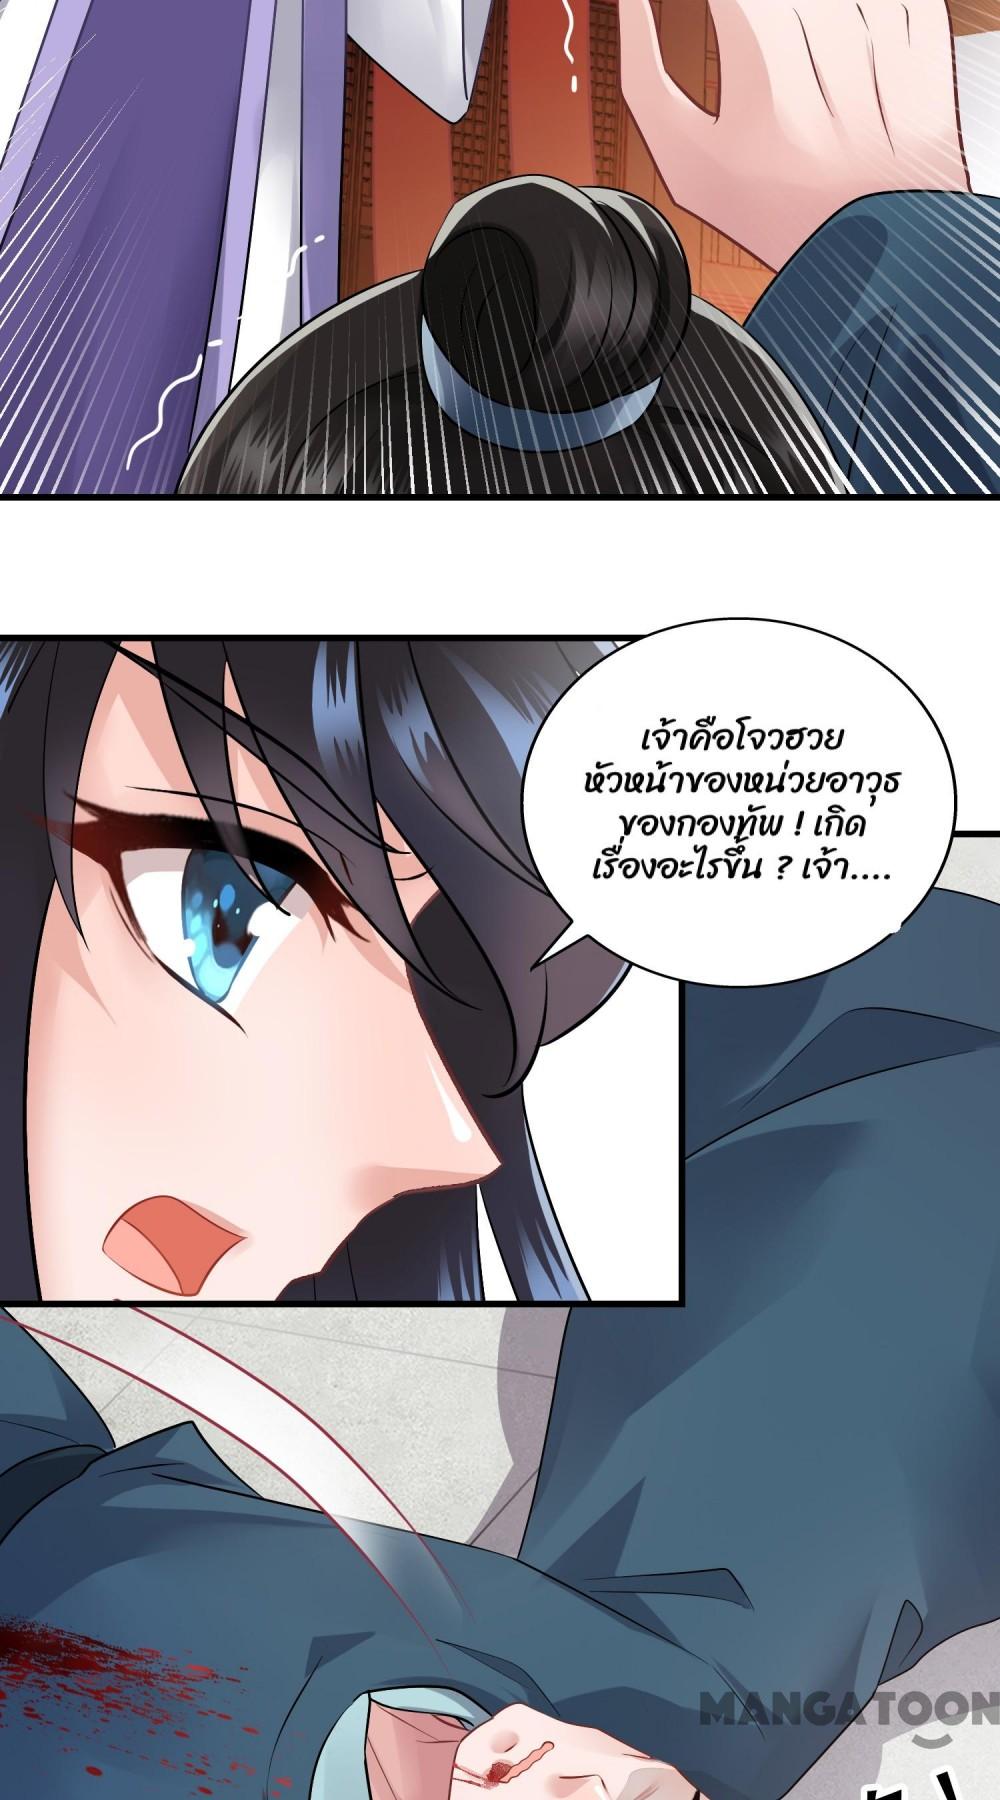 เจ้าคือโจวฮวย
หัวหน้าของหน่วยอาวุธ
ของกองทัพ ! เกิด
เรื่องอะไรขึ้น ? เจ้า....
MANGATOON